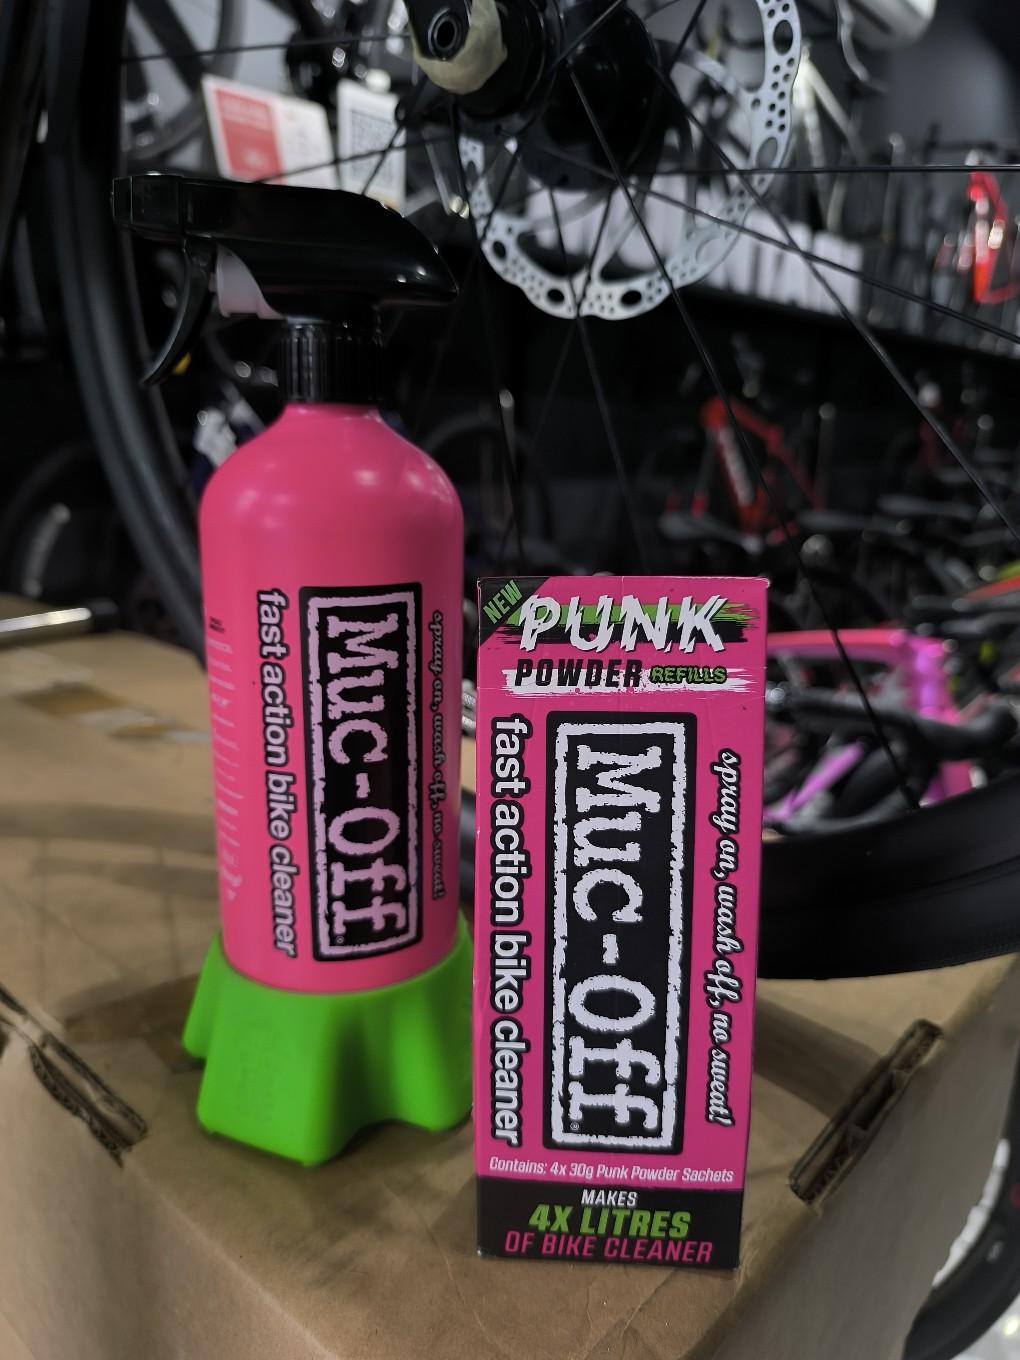 spray on, wash off, no sweat!
Muc-Off
fast action bike cleaner
NEW
PUNK
POWDER REFILLS
spray on, wash off, no sweat!
Muc-Off
fast action bike cleaner
Contains: 4x 30g Punk Powder Sachets
MAKES
4X LITRES
OF BIKE CLEANER